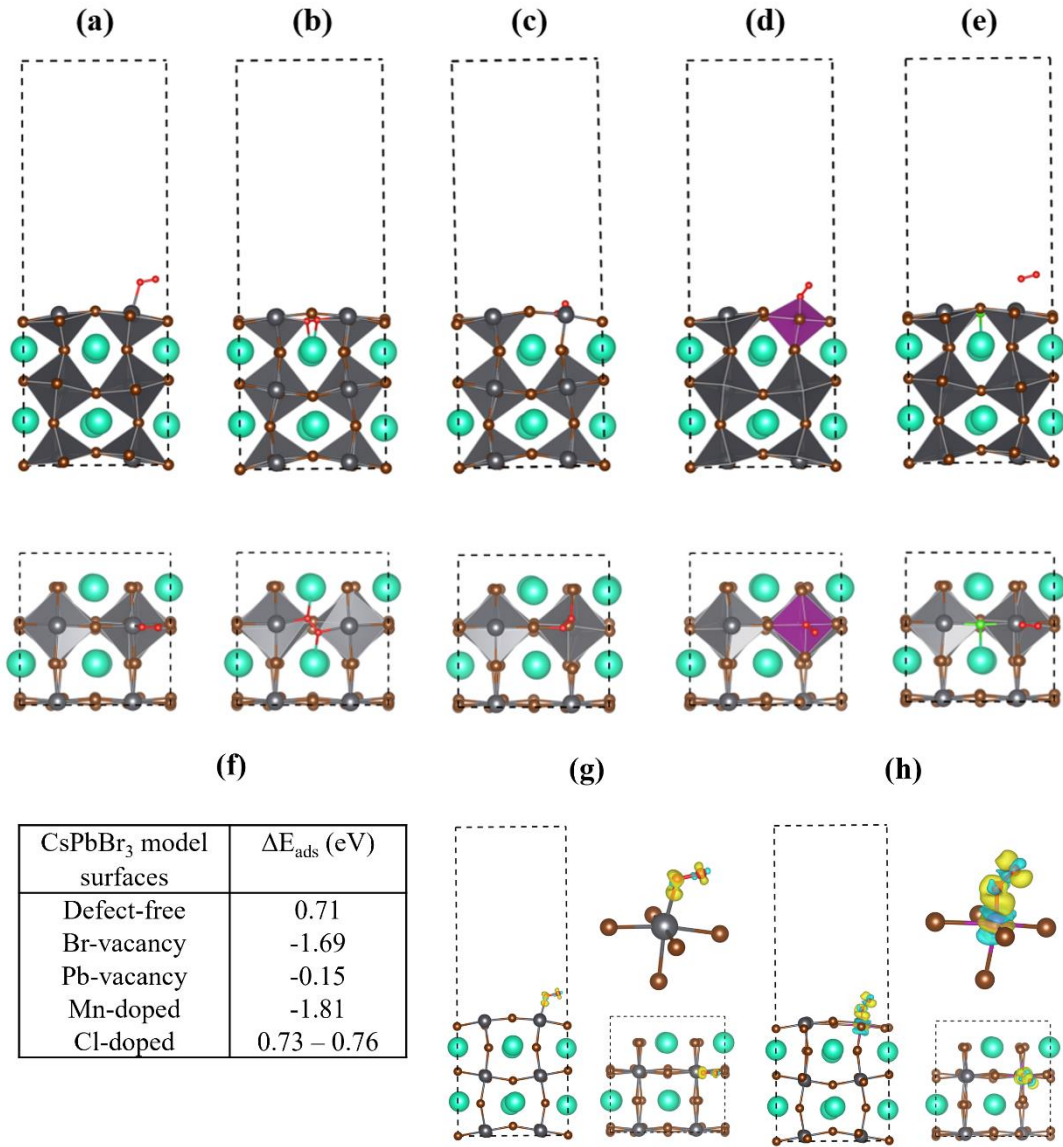 (a) (b) (c) (d) (e)
(f) (g) (h)
CsPbBr₃ model surfaces ΔE_ads (eV)
Defect-free 0.71
Br-vacancy -1.69
Pb-vacancy -0.15
Mn-doped -1.81
Cl-doped 0.73 – 0.76